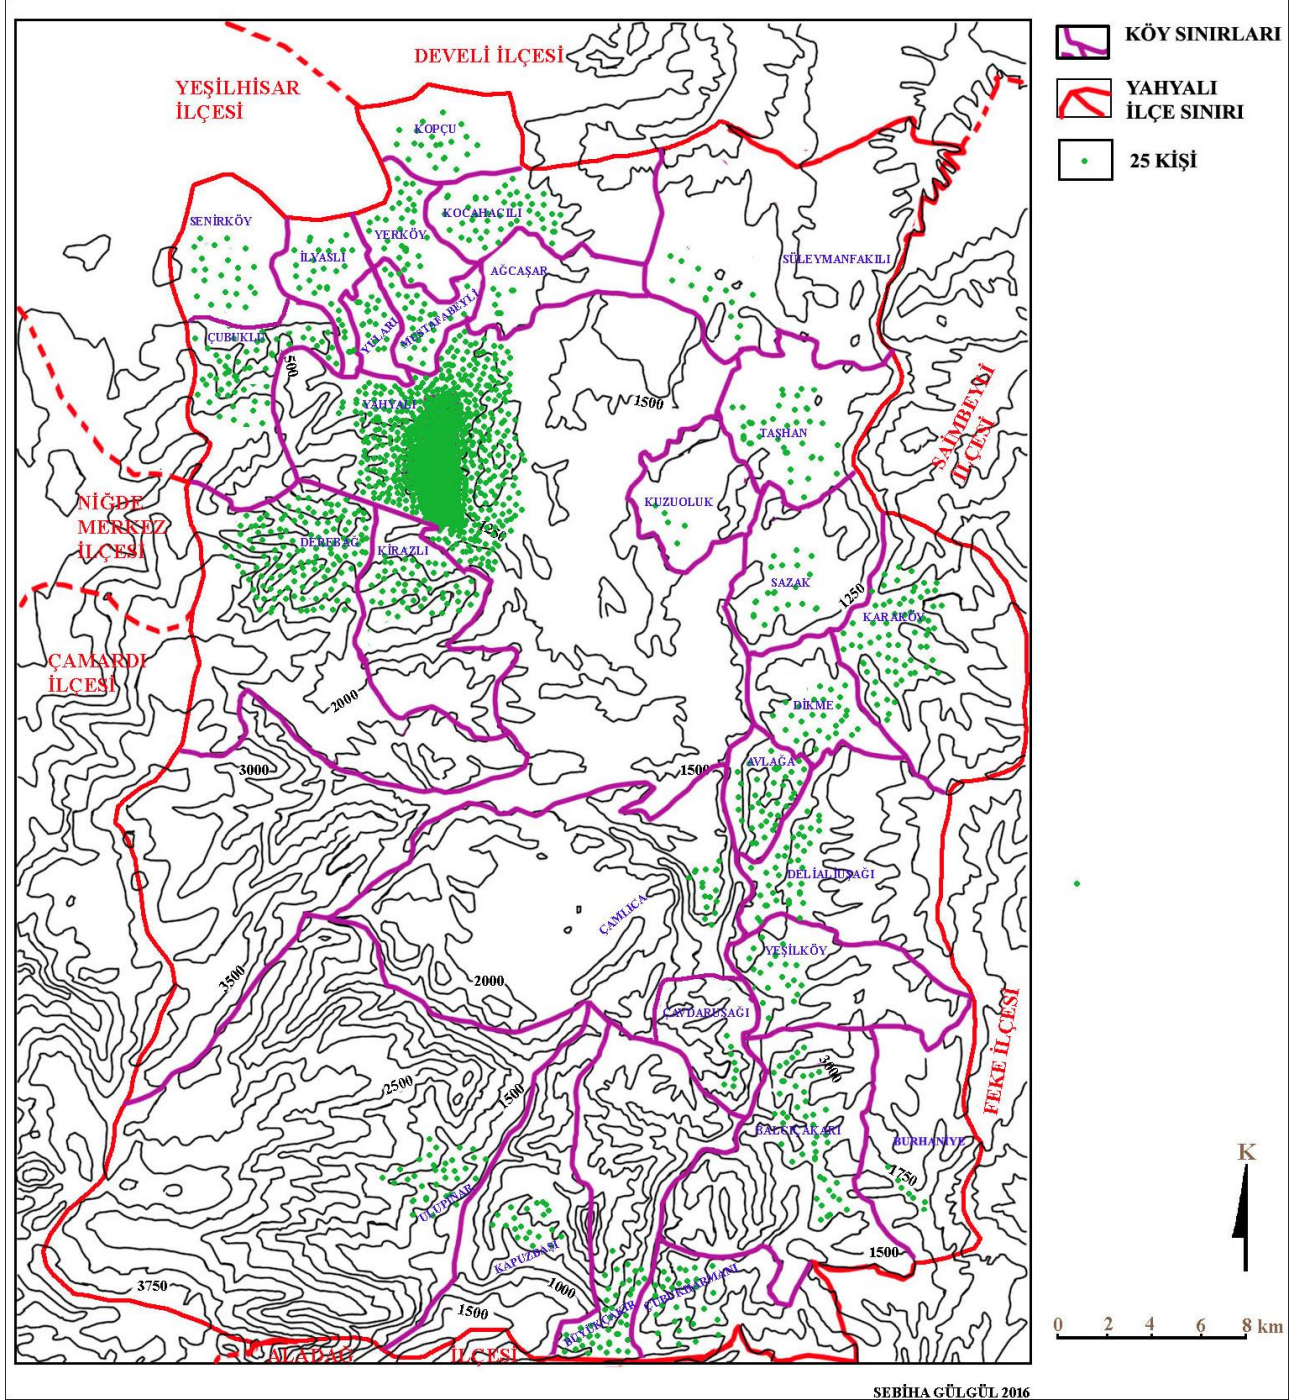 DEVELİ İLÇESİ
KÖY SINIRLARI
YEŞİLHİSAR
İLÇESİ
YAHYALI
İLÇE SINIRI
KOPÇU
25 KİŞİ
SENİRKÖY
KOCAHACILI
YERKÖY
İLYASLI
AĞCAŞAR
SÜLEYMANFAKILI
MUSTAFABEYLİ
YULARI
ÇUBUKLU
500
YAHYALI
1500
TAŞHAN
SAİMBEYLİ
İLÇESİ
KUZUOLUK
NİĞDE
MERKEZ
İLÇESİ
1250
DEREBAĞ
KİRAZLI
SAZAK
1250
KARAKÖY
ÇAMARDI
İLÇESİ
2000
DİKME
3000
1500
AVLAĞA
DELİALİUŞAĞI
ÇAMLICA
YEŞİLKÖY
3500
2000
ÇAVDARUŞAĞI
FEKE İLÇESİ
3000
2500
1500
BALCIÇAKIRI
BURHANİYE
K
1750
ULUPINAR
KAPUZBAŞI
1500
3750
1000
ÇUBUKHARMANI
1500
BÜYÜKÇAKIR
0 2 4 6 8 km
ALADAĞ İLÇESİ
SEBİHA GÜLGÜL 2016